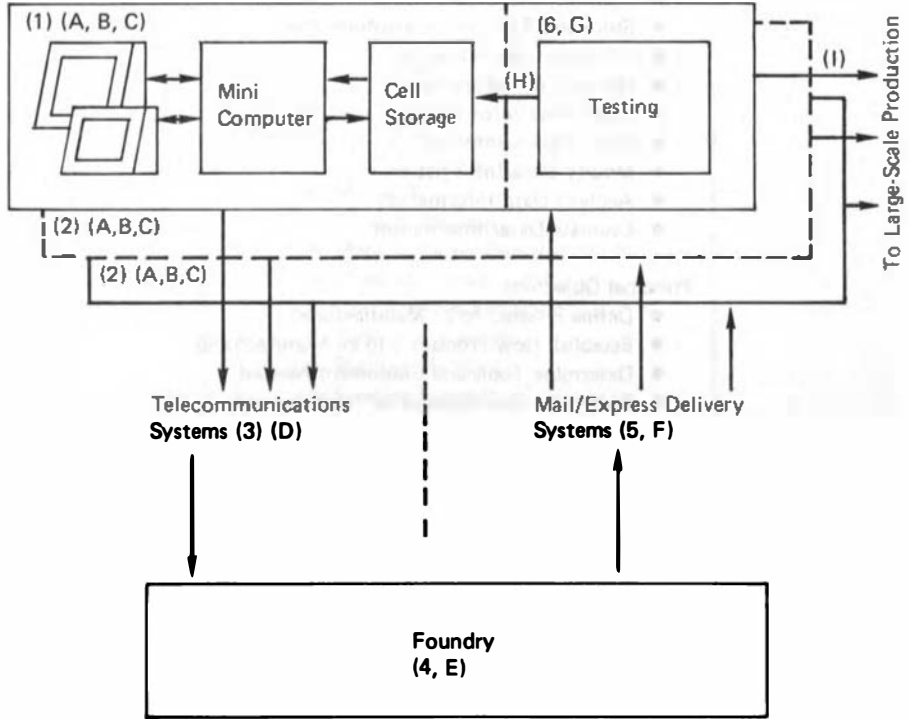 (1) (A, B, C)
(6, G)
(I)
Mini
Computer
Cell
Storage
(H)
Testing
To Large-Scale Production
(2) (A,B,C)
(2) (A,B,C)
Telecommunications
Systems (3) (D)
Mail/Express Delivery
Systems (5, F)
Foundry
(4, E)